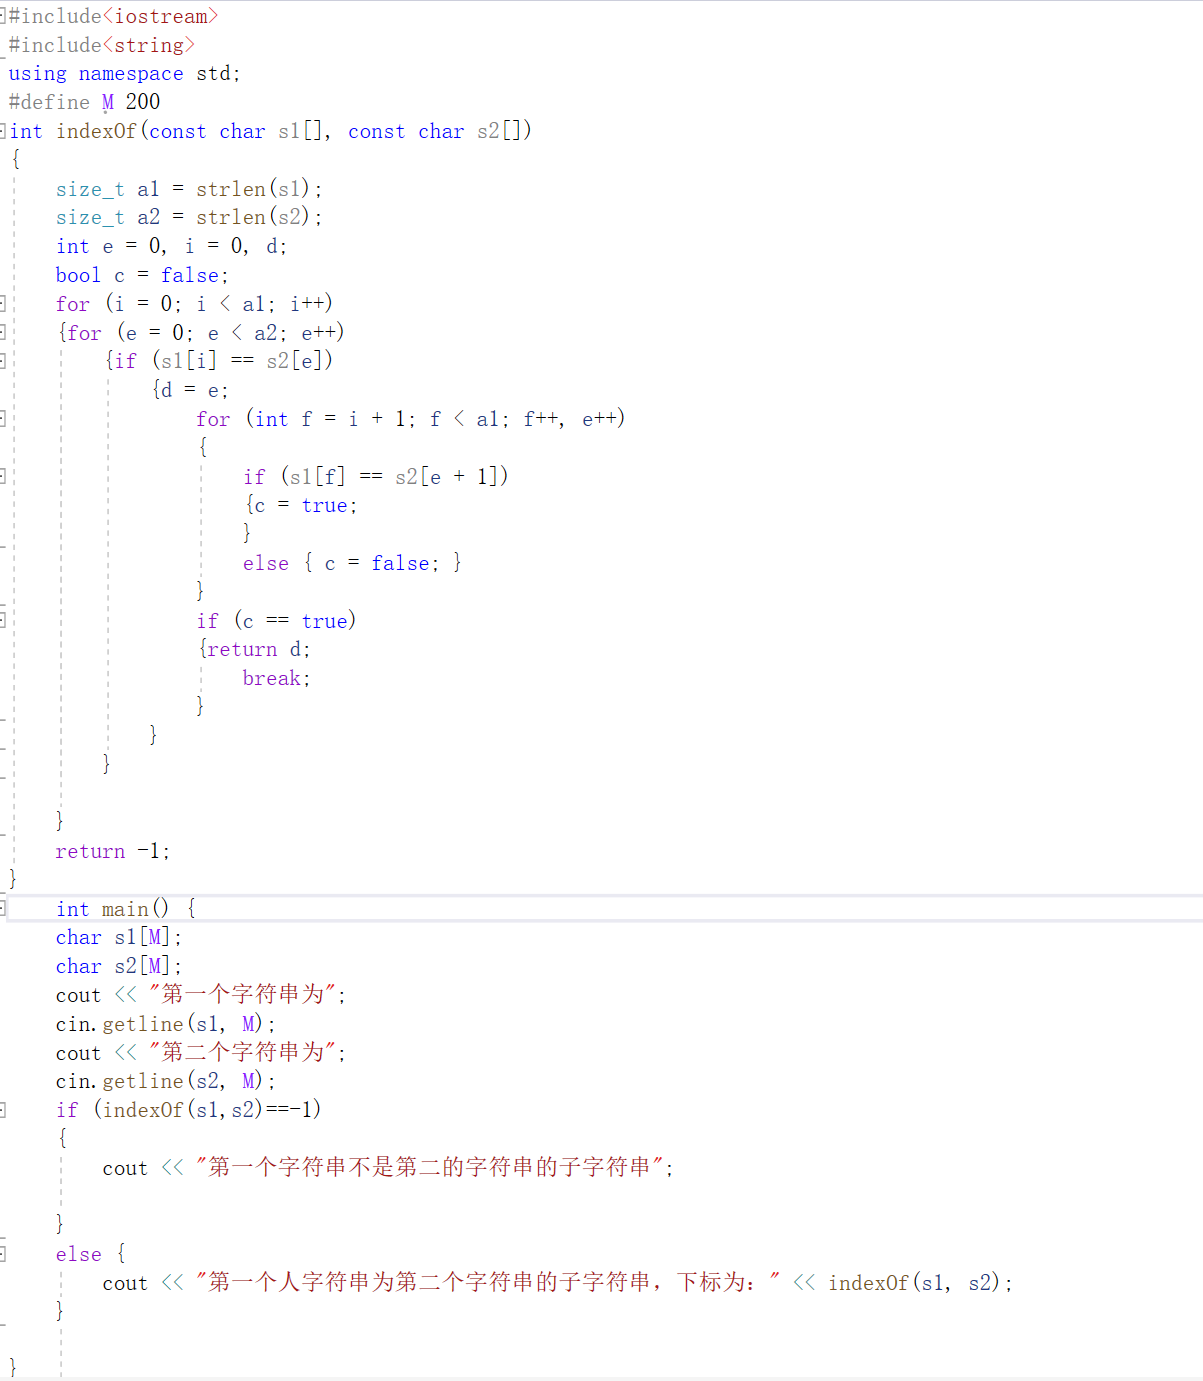 #include<iostream>
#include<string>
using namespace std;
#define M 200
int indexOf(const char s1[], const char s2[])
{
    size_t a1 = strlen(s1);
    size_t a2 = strlen(s2);
    int e = 0, i = 0, d;
    bool c = false;
    for (i = 0; i < a1; i++)
    {for (e = 0; e < a2; e++)
        {if (s1[i] == s2[e])
            {d = e;
                for (int f = i + 1; f < a1; f++, e++)
                {
                    if (s1[f] == s2[e + 1])
                    {c = true;
                    }
                    else { c = false; }
                }
                if (c == true)
                {return d;
                    break;
                }
            }
        }
    }
    return -1;
}
    int main() {
    char s1[M];
    char s2[M];
    cout << "第一个字符串为";
    cin.getline(s1, M);
    cout << "第二个字符串为";
    cin.getline(s2, M);
    if (indexOf(s1,s2)==-1)
    {
        cout << "第一个字符串不是第二的字符串的子字符串";
    }
    else {
        cout << "第一个人字符串为第二个字符串的子字符串，下标为：" << indexOf(s1, s2);
    }
}